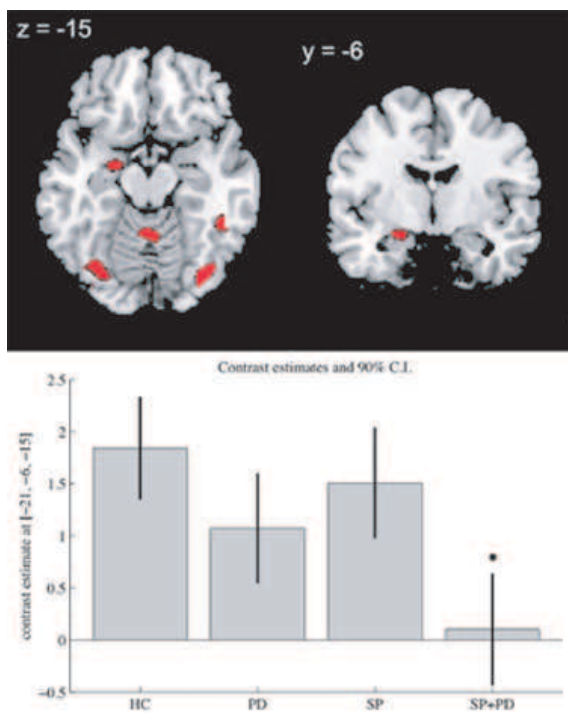 z = -15
y = -6
Contrast estimates and 90% C.I.
contrast estimate at [-21, -6, -15]
2.5
2
1.5
1
0.5
0
-0.5
HC PD SP SP+PD